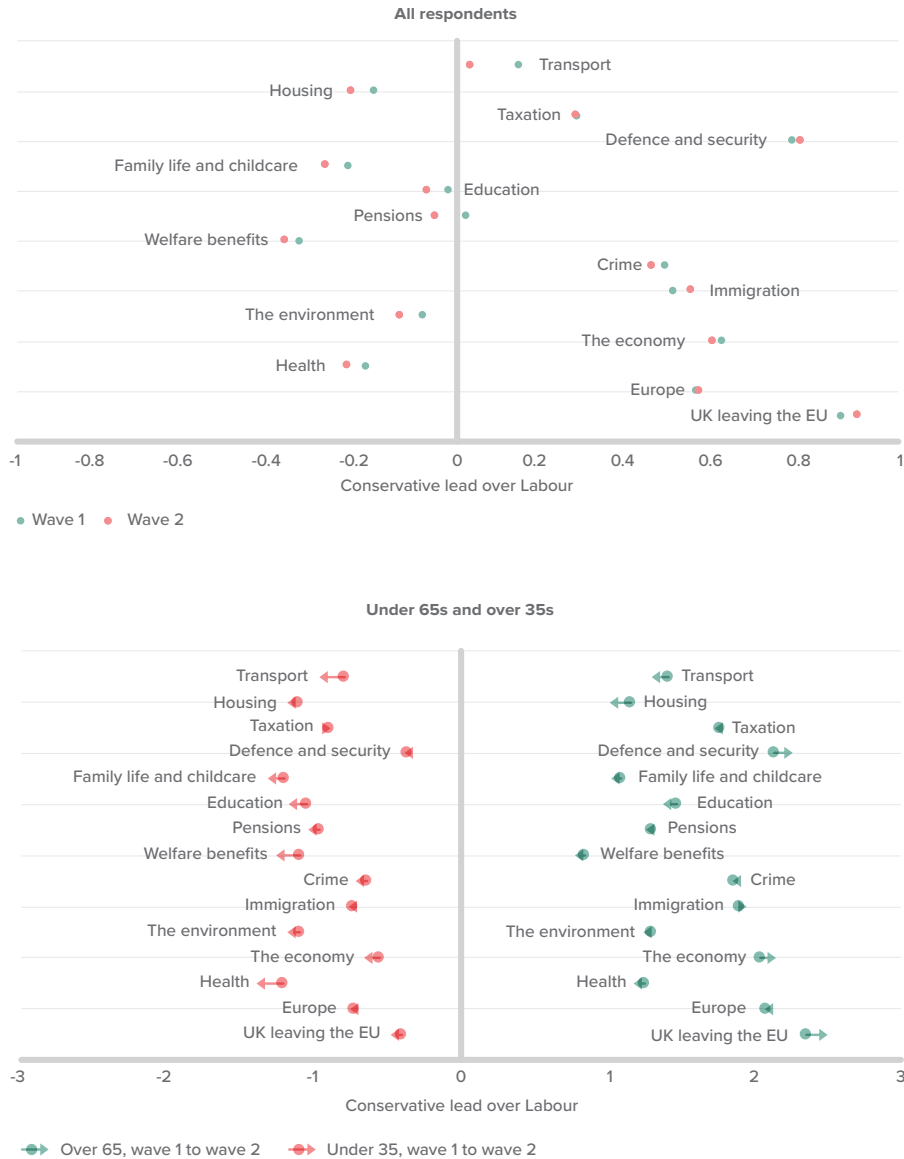 All respondents
Transport
Housing
Taxation
Defence and security
Family life and childcare
Education
Pensions
Welfare benefits
Crime
Immigration
The environment
The economy
Health
Europe
UK leaving the EU
-1 -0.8 -0.6 -0.4 -0.2 0 0.2 0.4 0.6 0.8 1
Conservative lead over Labour
Wave 1 Wave 2
Under 65s and over 35s
Transport Transport
Housing Housing
Taxation Taxation
Defence and security Defence and security
Family life and childcare Family life and childcare
Education Education
Pensions Pensions
Welfare benefits Welfare benefits
Crime Crime
Immigration Immigration
The environment The environment
The economy The economy
Health Health
Europe Europe
UK leaving the EU UK leaving the EU
-3 -2 -1 0 1 2 3
Conservative lead over Labour
Over 65, wave 1 to wave 2 Under 35, wave 1 to wave 2